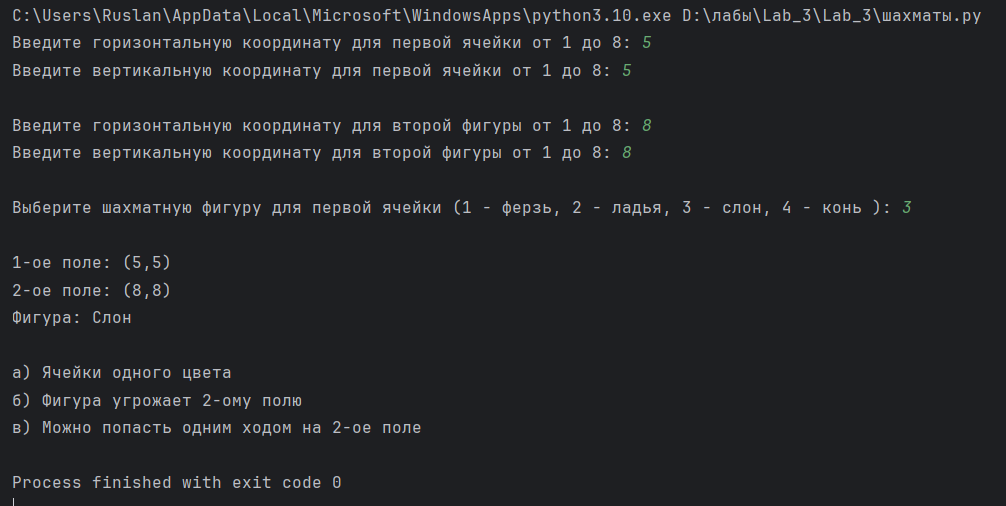 C:\Users\Ruslan\AppData\Local\Microsoft\WindowsApps\python3.10.exe D:\лабы\Lab_3\Lab_3\шахматы.py
Введите горизонтальную координату для первой ячейки от 1 до 8: 5
Введите вертикальную координату для первой ячейки от 1 до 8: 5
Введите горизонтальную координату для второй фигуры от 1 до 8: 8
Введите вертикальную координату для второй фигуры от 1 до 8: 8
Выберите шахматную фигуру для первой ячейки (1 - ферзь, 2 - ладья, 3 - слон, 4 - конь ): 3
1-ое поле: (5,5)
2-ое поле: (8,8)
Фигура: Слон
а) Ячейки одного цвета
б) Фигура угрожает 2-ому полю
в) Можно попасть одним ходом на 2-ое поле
Process finished with exit code 0